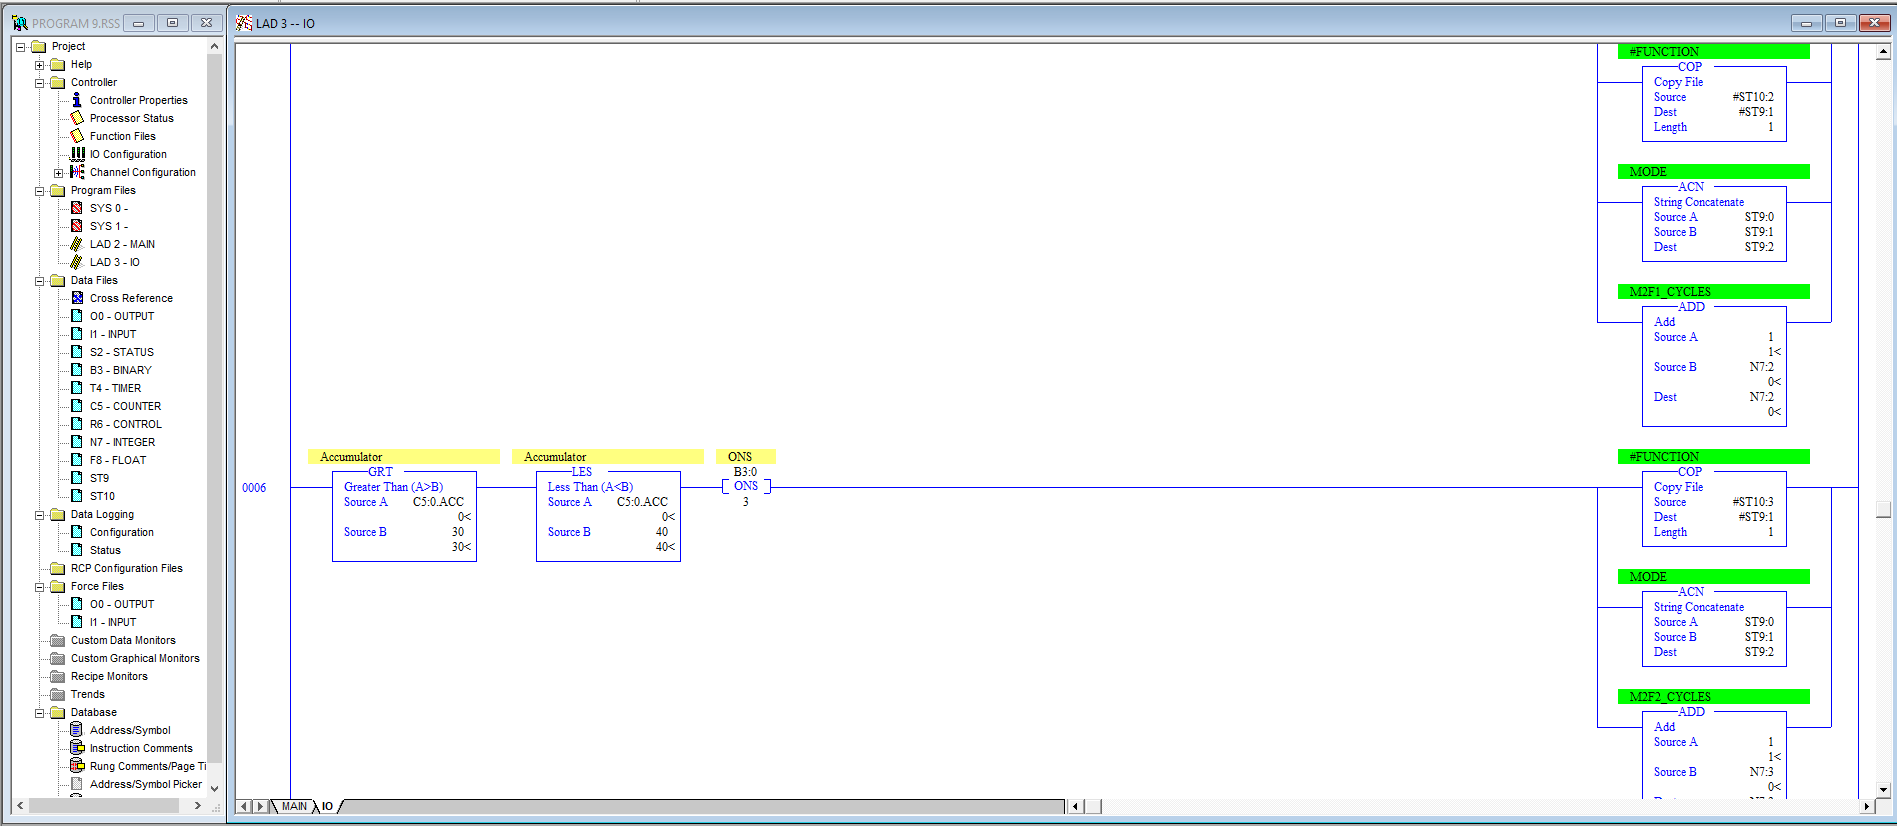 PROGRAM 9.RSS
Project
Help
Controller
Controller Properties
Processor Status
Function Files
IO Configuration
Channel Configuration
Program Files
SYS 0 -
SYS 1 -
LAD 2 - MAIN
LAD 3 - IO
Data Files
Cross Reference
O0 - OUTPUT
I1 - INPUT
S2 - STATUS
B3 - BINARY
T4 - TIMER
C5 - COUNTER
R6 - CONTROL
N7 - INTEGER
F8 - FLOAT
ST9
ST10
Data Logging
Configuration
Status
RCP Configuration Files
Force Files
O0 - OUTPUT
I1 - INPUT
Custom Data Monitors
Custom Graphical Monitors
Recipe Monitors
Trends
Database
Address/Symbol
Instruction Comments
Rung Comments/Page Ti
Address/Symbol Picker
LAD 3 -- IO
#FUNCTION
COP
Copy File
Source #ST10:2
Dest #ST9:1
Length 1
MODE
ACN
String Concatenate
Source A ST9:0
Source B ST9:1
Dest ST9:2
M2F1_CYCLES
ADD
Add
Source A 1
1<
Source B N7:2
0<
Dest N7:2
0<
0006
Accumulator
GRT
Greater Than (A>B)
Source A C5:0.ACC
0<
Source B 30
30<
Accumulator
LES
Less Than (A<B)
Source A C5:0.ACC
0<
Source B 40
40<
ONS
B3:0
ONS
3
#FUNCTION
COP
Copy File
Source #ST10:3
Dest #ST9:1
Length 1
MODE
ACN
String Concatenate
Source A ST9:0
Source B ST9:1
Dest ST9:2
M2F2_CYCLES
ADD
Add
Source A 1
1<
Source B N7:3
0<
MAIN IO